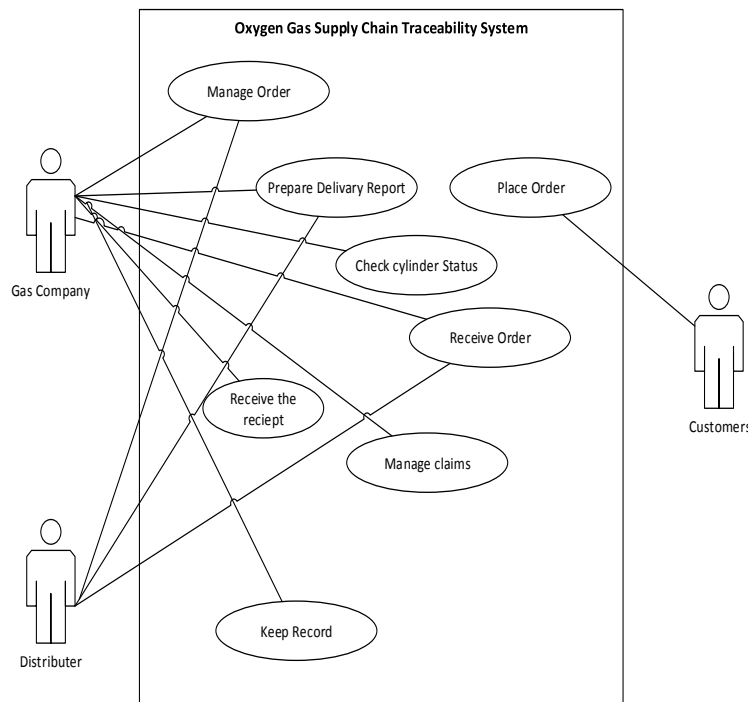 Oxygen Gas Supply Chain Traceability System
Manage Order
Prepare Delivary Report
Place Order
Check cylinder Status
Gas Company
Receive Order
Receive the
reciept
Customers
Manage claims
Keep Record
Distributer